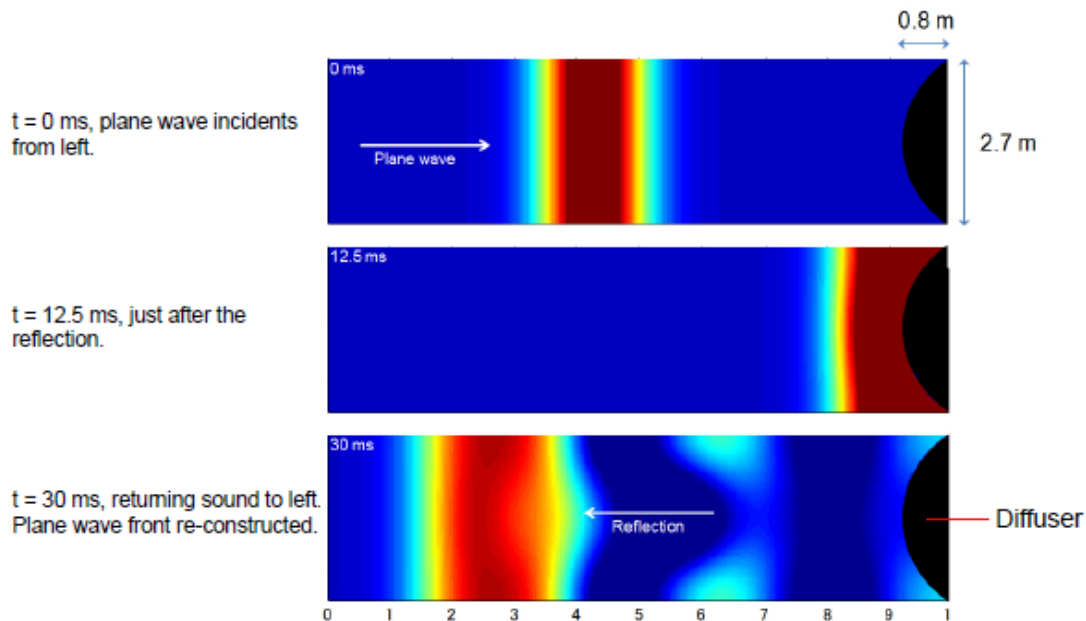 0.8 m
0 ms
t = 0 ms, plane wave incidents
from left.
Plane wave
2.7 m
12.5 ms
t = 12.5 ms, just after the
reflection.
30 ms
t = 30 ms, returning sound to left.
Plane wave front re-constructed.
Reflection
Diffuser
0 1 2 3 4 5 6 7 8 9 1